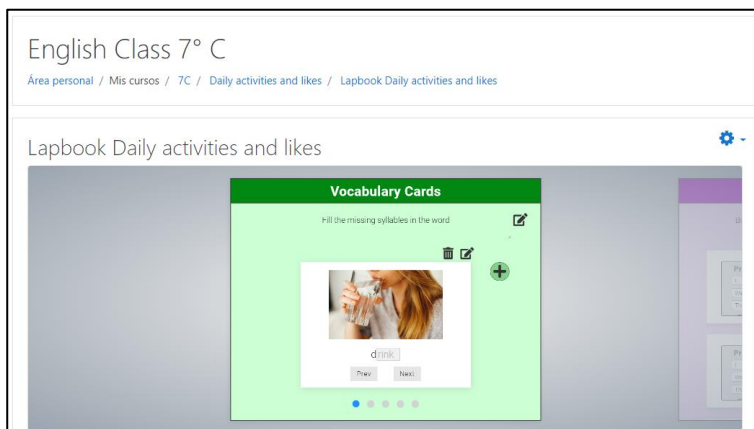 English Class 7° C
Área personal / Mis cursos / 7C / Daily activities and likes / Lapbook Daily activities and likes
Lapbook Daily activities and likes
Vocabulary Cards
Fill the missing syllables in the word
drink
Prev Next